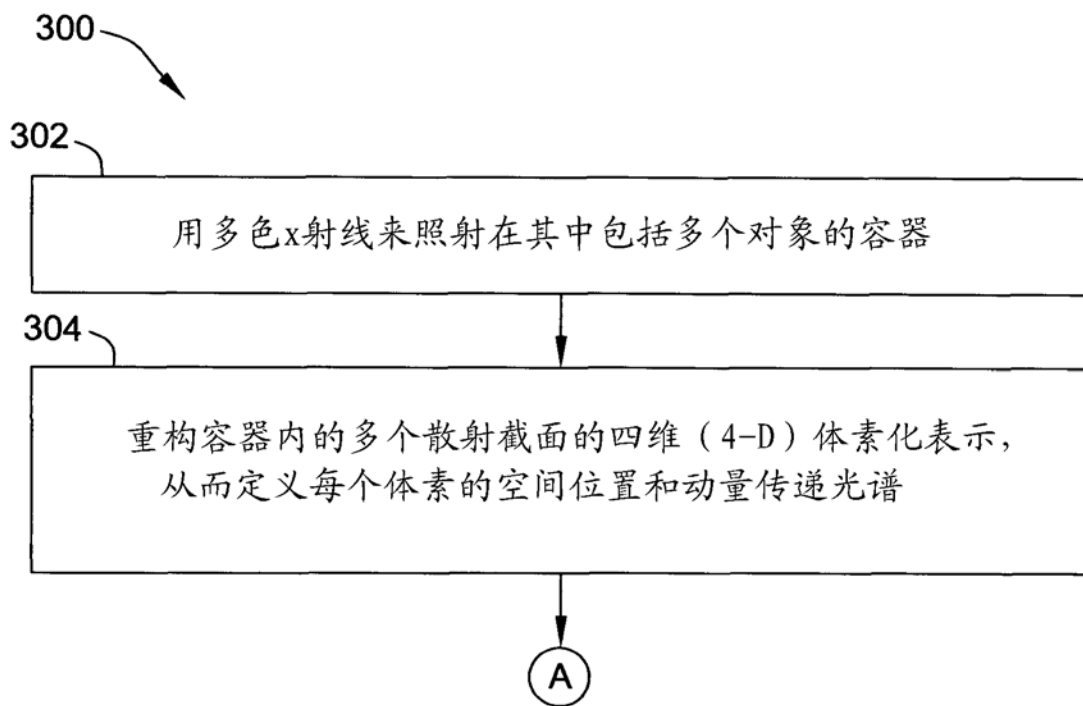 300
302
用多色x射线来照射在其中包括多个对象的容器
304
重构容器内的多个散射截面的四维（4-D）体素化表示，
从而定义每个体素的空间位置和动量传递光谱
A